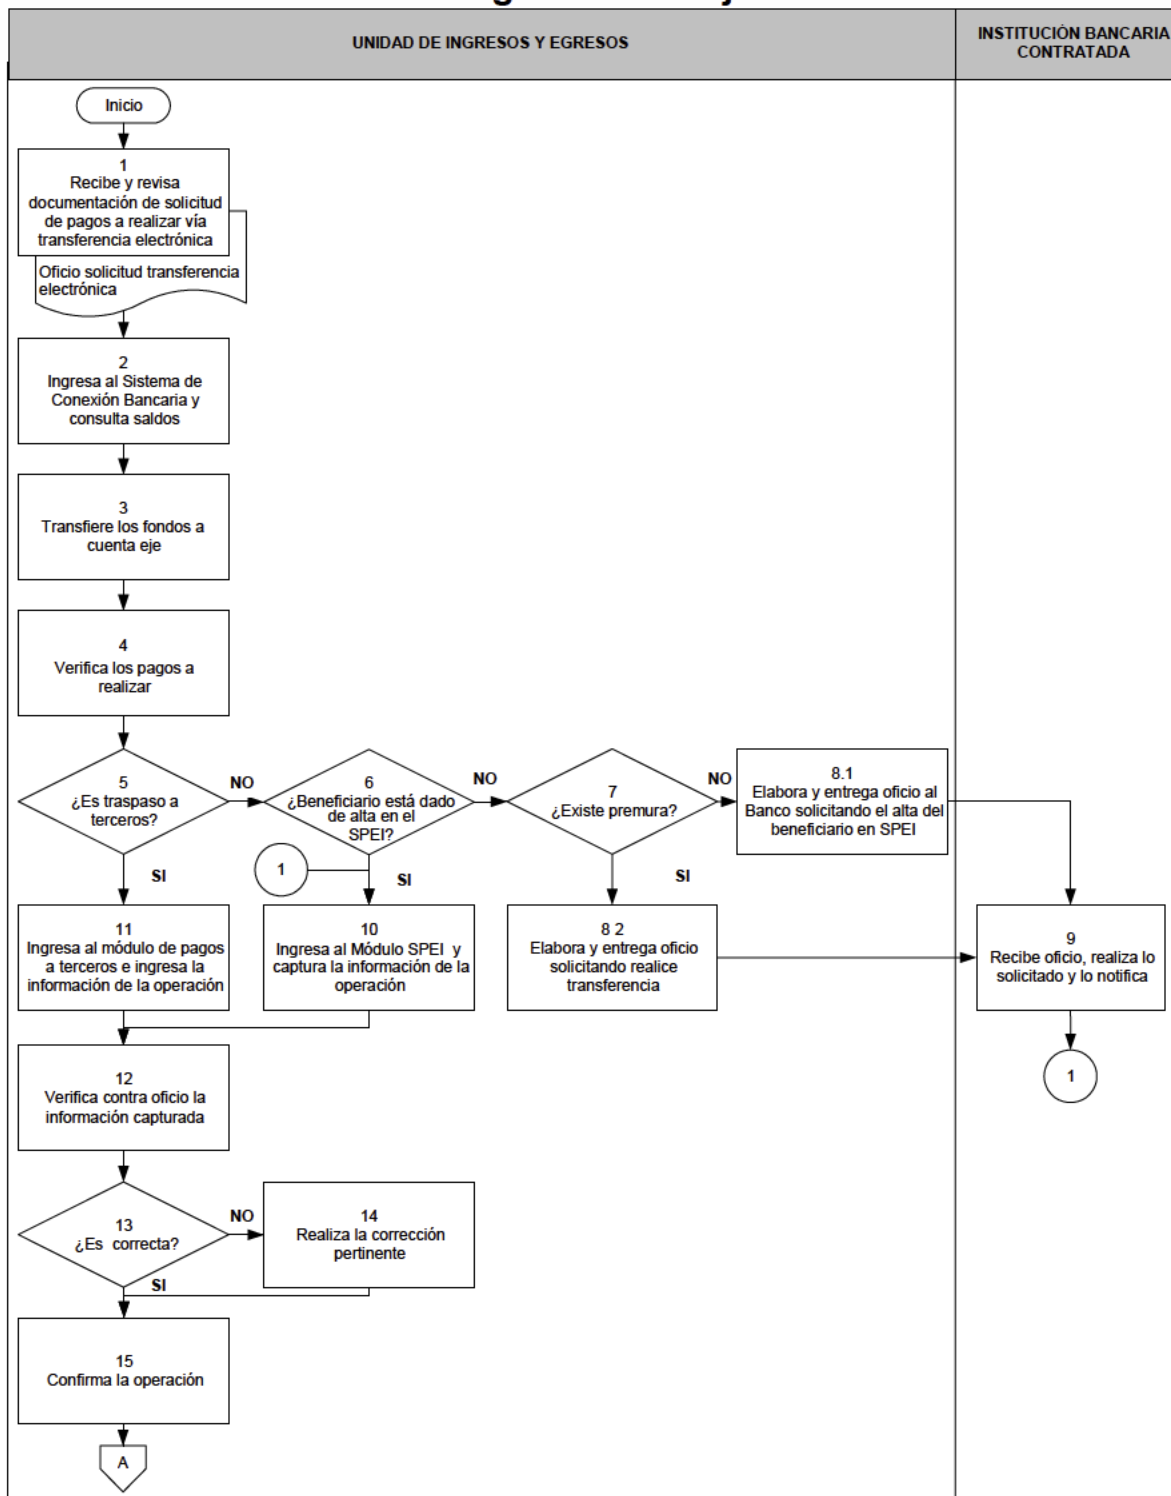 UNIDAD DE INGRESOS Y EGRESOS
INSTITUCIÓN BANCARIA
CONTRATADA
Inicio
1
Recibe y revisa
documentación de solicitud
de pagos a realizar vía
transferencia electrónica
Oficio solicitud transferencia
electrónica
2
Ingresa al Sistema de
Conexión Bancaria y
consulta saldos
3
Transfiere los fondos a
cuenta eje
4
Verifica los pagos a
realizar
5
¿Es traspaso a
terceros?
NO
6
¿Beneficiario está dado
de alta en el
SPEI?
NO
7
¿Existe premura?
NO
8.1
Elabora y entrega oficio al
Banco solicitando el alta del
beneficiario en SPEI
SI
1
SI
SI
11
Ingresa al módulo de pagos
a terceros e ingresa la
información de la operación
10
Ingresa al Módulo SPEI y
captura la información de la
operación
8 2
Elabora y entrega oficio
solicitando realice
transferencia
9
Recibe oficio, realiza lo
solicitado y lo notifica
1
12
Verifica contra oficio la
información capturada
13
¿Es correcta?
NO
14
Realiza la corrección
pertinente
SI
15
Confirma la operación
A